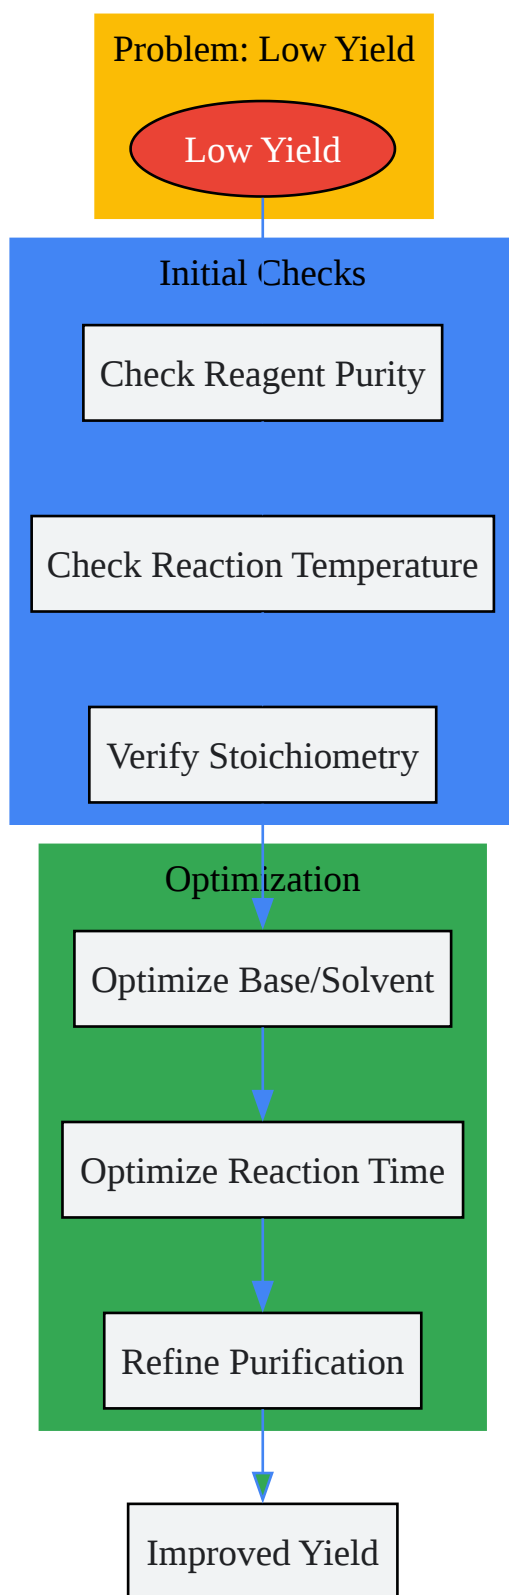 Problem: Low Yield
Low Yield
Initial Checks
Check Reagent Purity
Check Reaction Temperature
Verify Stoichiometry
Optimization
Optimize Base/Solvent
Optimize Reaction Time
Refine Purification
Improved Yield